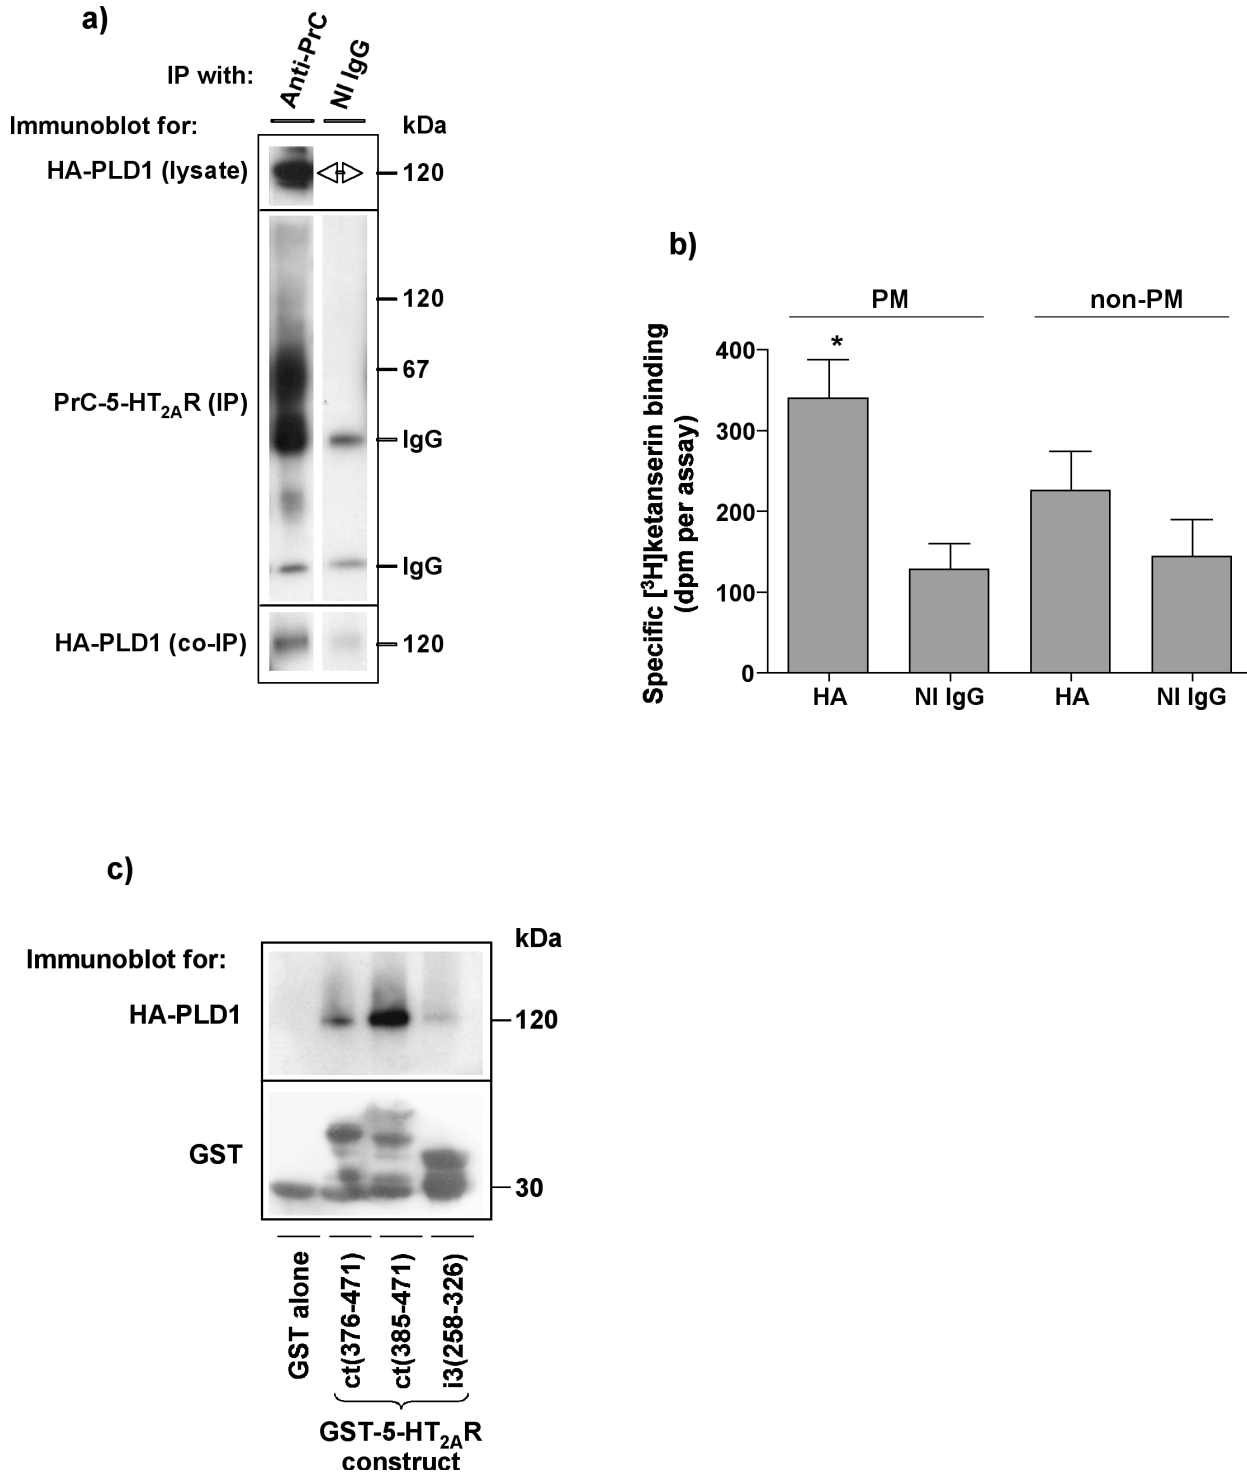 a)
IP with:
Anti-PrC
NI IgG
Immunoblot for:
kDa
HA-PLD1 (lysate)
120
120
67
PrC-5-HT2AR (IP)
IgG
IgG
HA-PLD1 (co-IP)
120
b)
PM
non-PM
Specific [3H]ketanserin binding
(dpm per assay)
400
*
300
200
100
0
HA
NI IgG
HA
NI IgG
c)
kDa
Immunoblot for:
HA-PLD1
120
GST
30
GST alone
ct(376-471)
ct(385-471)
i3(258-326)
GST-5-HT2AR
construct